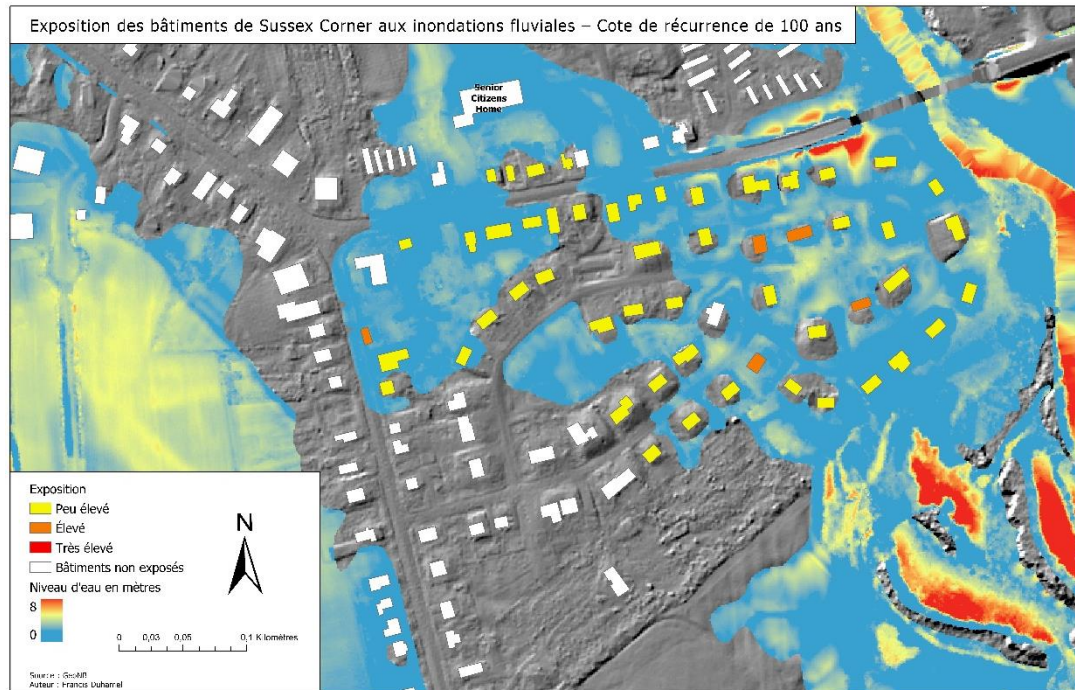 Exposition des bâtiments de Sussex Corner aux inondations fluviales – Cote de récurrence de 100 ans
Senior
Citizens
Home
Exposition
Peu élevé
Élevé
Très élevé
Bâtiments non exposés
Niveau d'eau en mètres
8
0
N
0 0,03 0,05 0,1 Kilomètres
Source : GeoNB
Auteur : Francis Duhamel